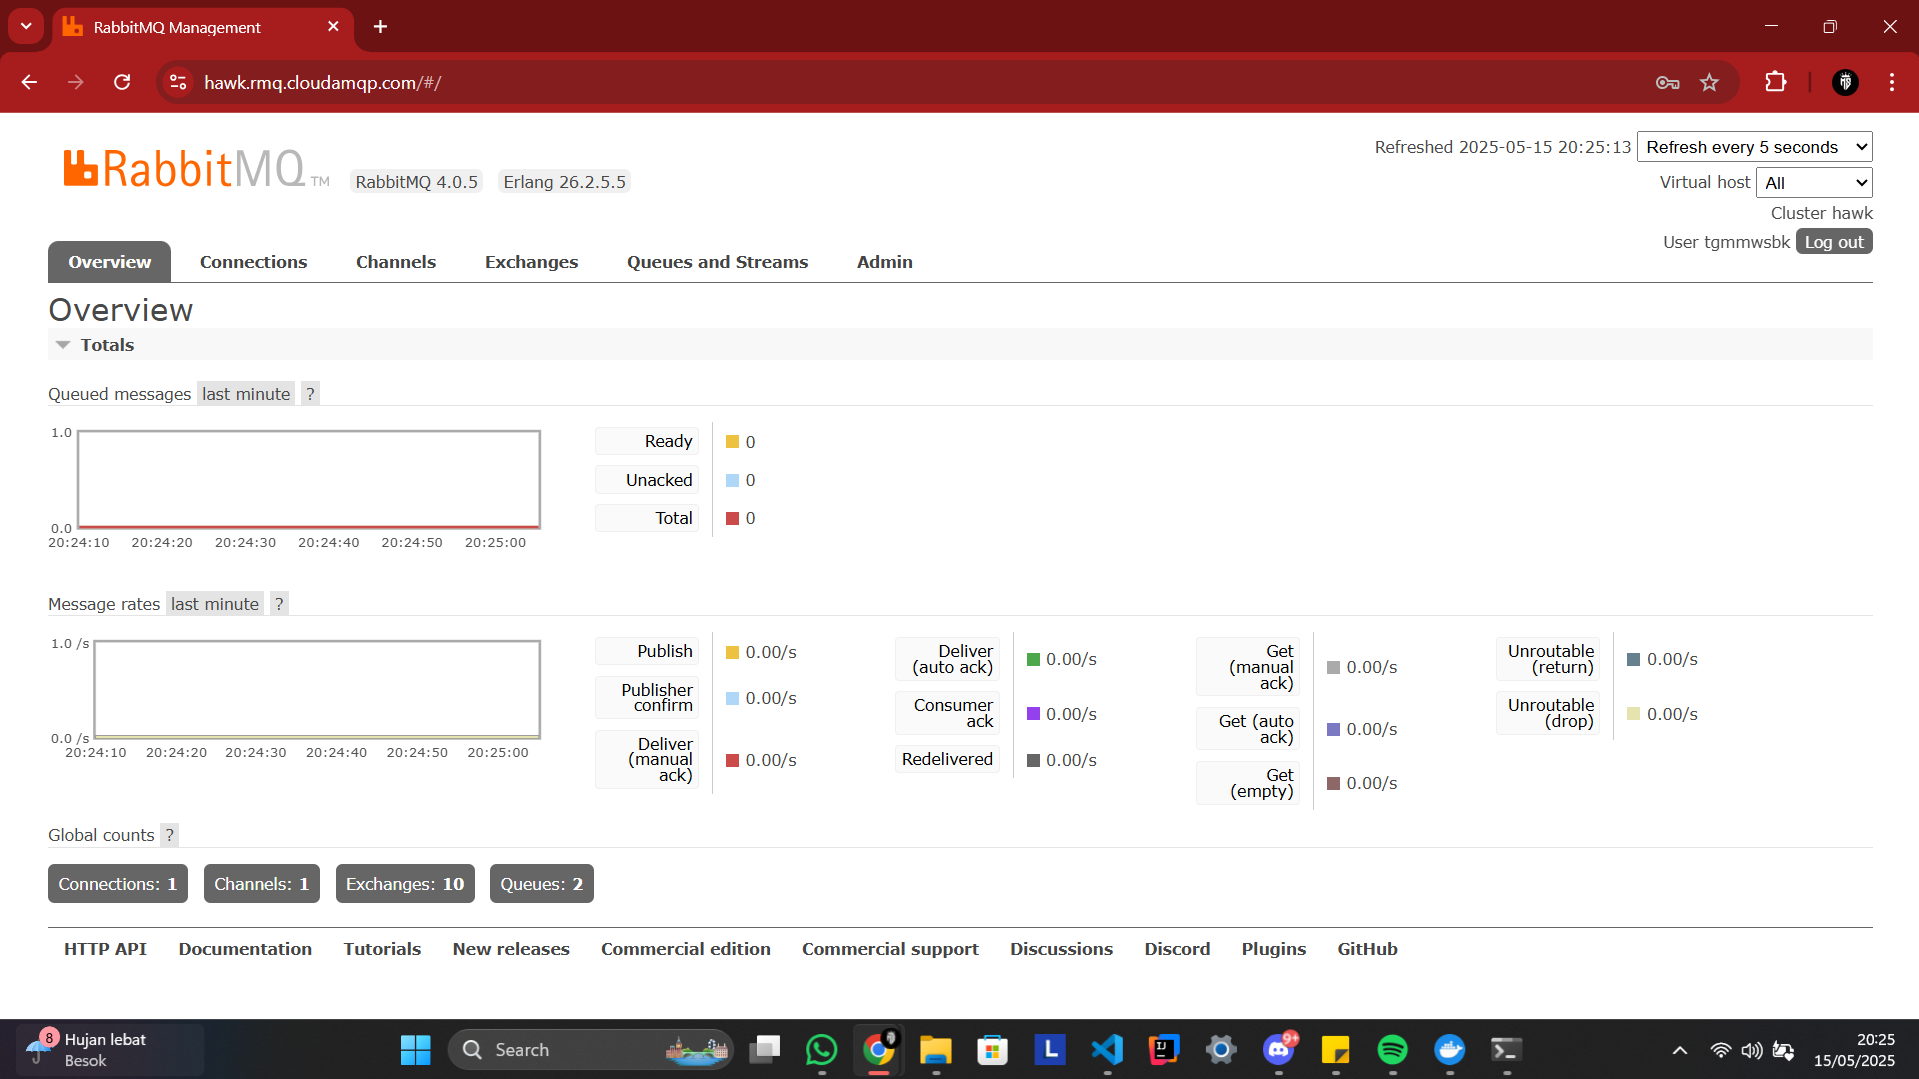 RabbitMQ Management
hawk.rmq.cloudamqp.com/#/
RabbitMQ TM
RabbitMQ 4.0.5
Erlang 26.2.5.5
Refreshed 2025-05-15 20:25:13
Refresh every 5 seconds
Virtual host
All
Cluster hawk
User tgmmwsbk
Log out
Overview
Connections
Channels
Exchanges
Queues and Streams
Admin
Overview
Totals
Queued messages last minute ?
1.0
0.0
20:24:10 20:24:20 20:24:30 20:24:40 20:24:50 20:25:00
Ready 0
Unacked 0
Total 0
Message rates last minute ?
1.0 /s
0.0 /s
20:24:10 20:24:20 20:24:30 20:24:40 20:24:50 20:25:00
Publish 0.00/s
Publisher
confirm 0.00/s
Deliver
(manual
ack) 0.00/s
Deliver
(auto ack) 0.00/s
Consumer
ack 0.00/s
Redelivered 0.00/s
Get
(manual
ack) 0.00/s
Get (auto
ack) 0.00/s
Get
(empty) 0.00/s
Unroutable
(return) 0.00/s
Unroutable
(drop) 0.00/s
Global counts ?
Connections: 1
Channels: 1
Exchanges: 10
Queues: 2
HTTP API
Documentation
Tutorials
New releases
Commercial edition
Commercial support
Discussions
Discord
Plugins
GitHub
8
Hujan lebat
Besok
Search
L
IJ
9+
20:25
15/05/2025